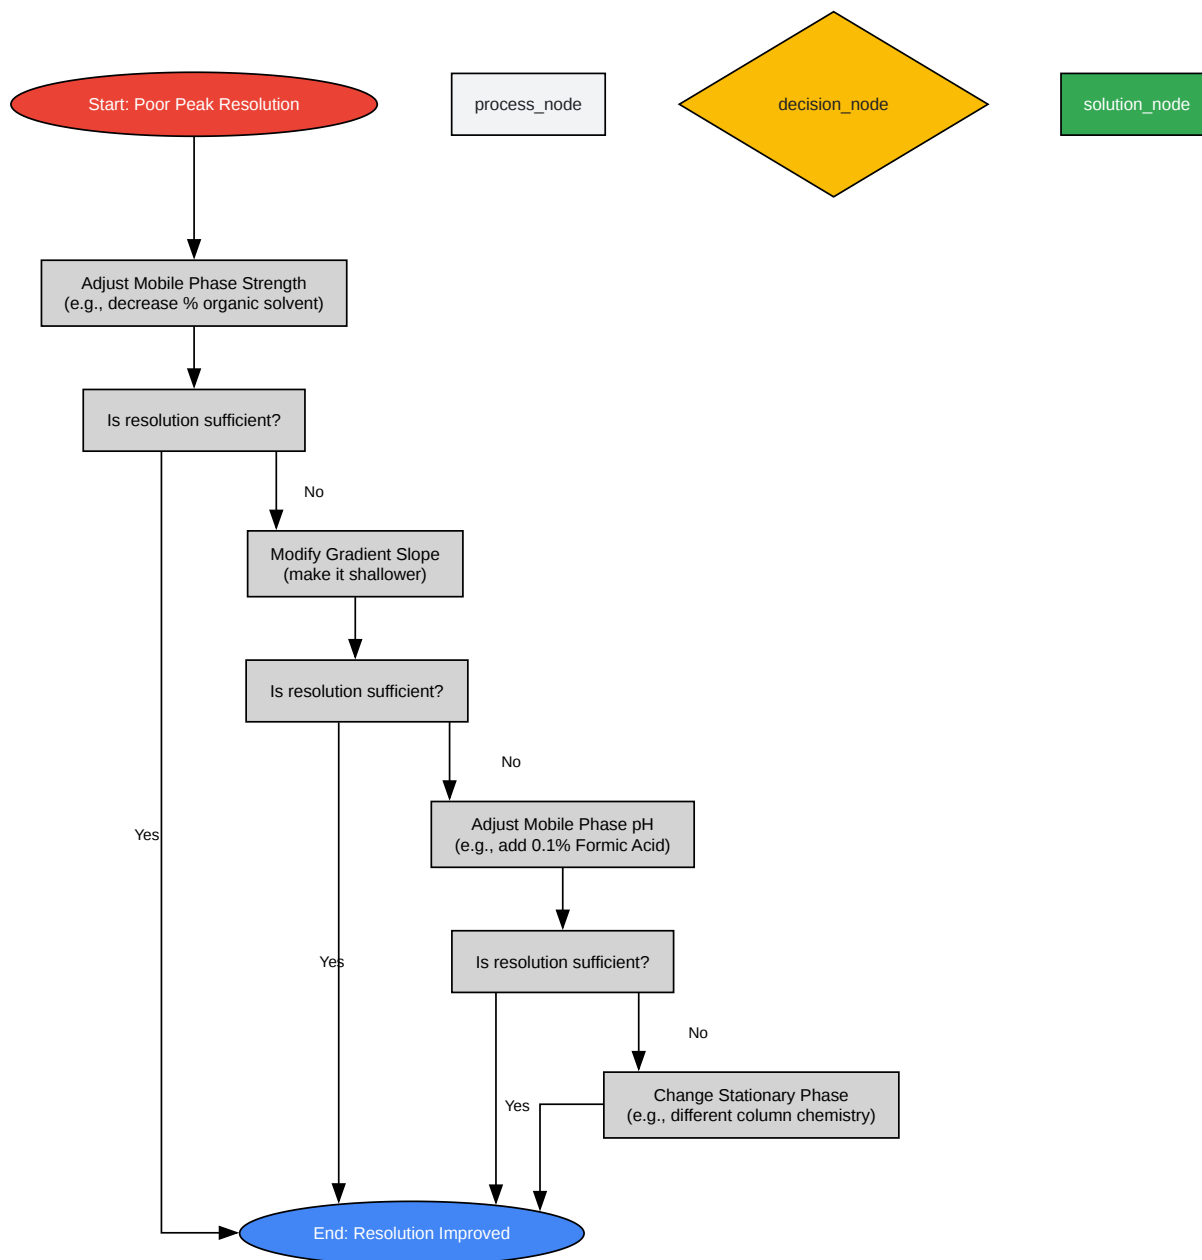 Start: Poor Peak Resolution
process_node
decision_node
solution_node
Adjust Mobile Phase Strength
(e.g., decrease % organic solvent)
Is resolution sufficient?
No
Modify Gradient Slope
(make it shallower)
Is resolution sufficient?
No
Adjust Mobile Phase pH
(e.g., add 0.1% Formic Acid)
Yes
Is resolution sufficient?
Yes
No
Change Stationary Phase
(e.g., different column chemistry)
Yes
End: Resolution Improved